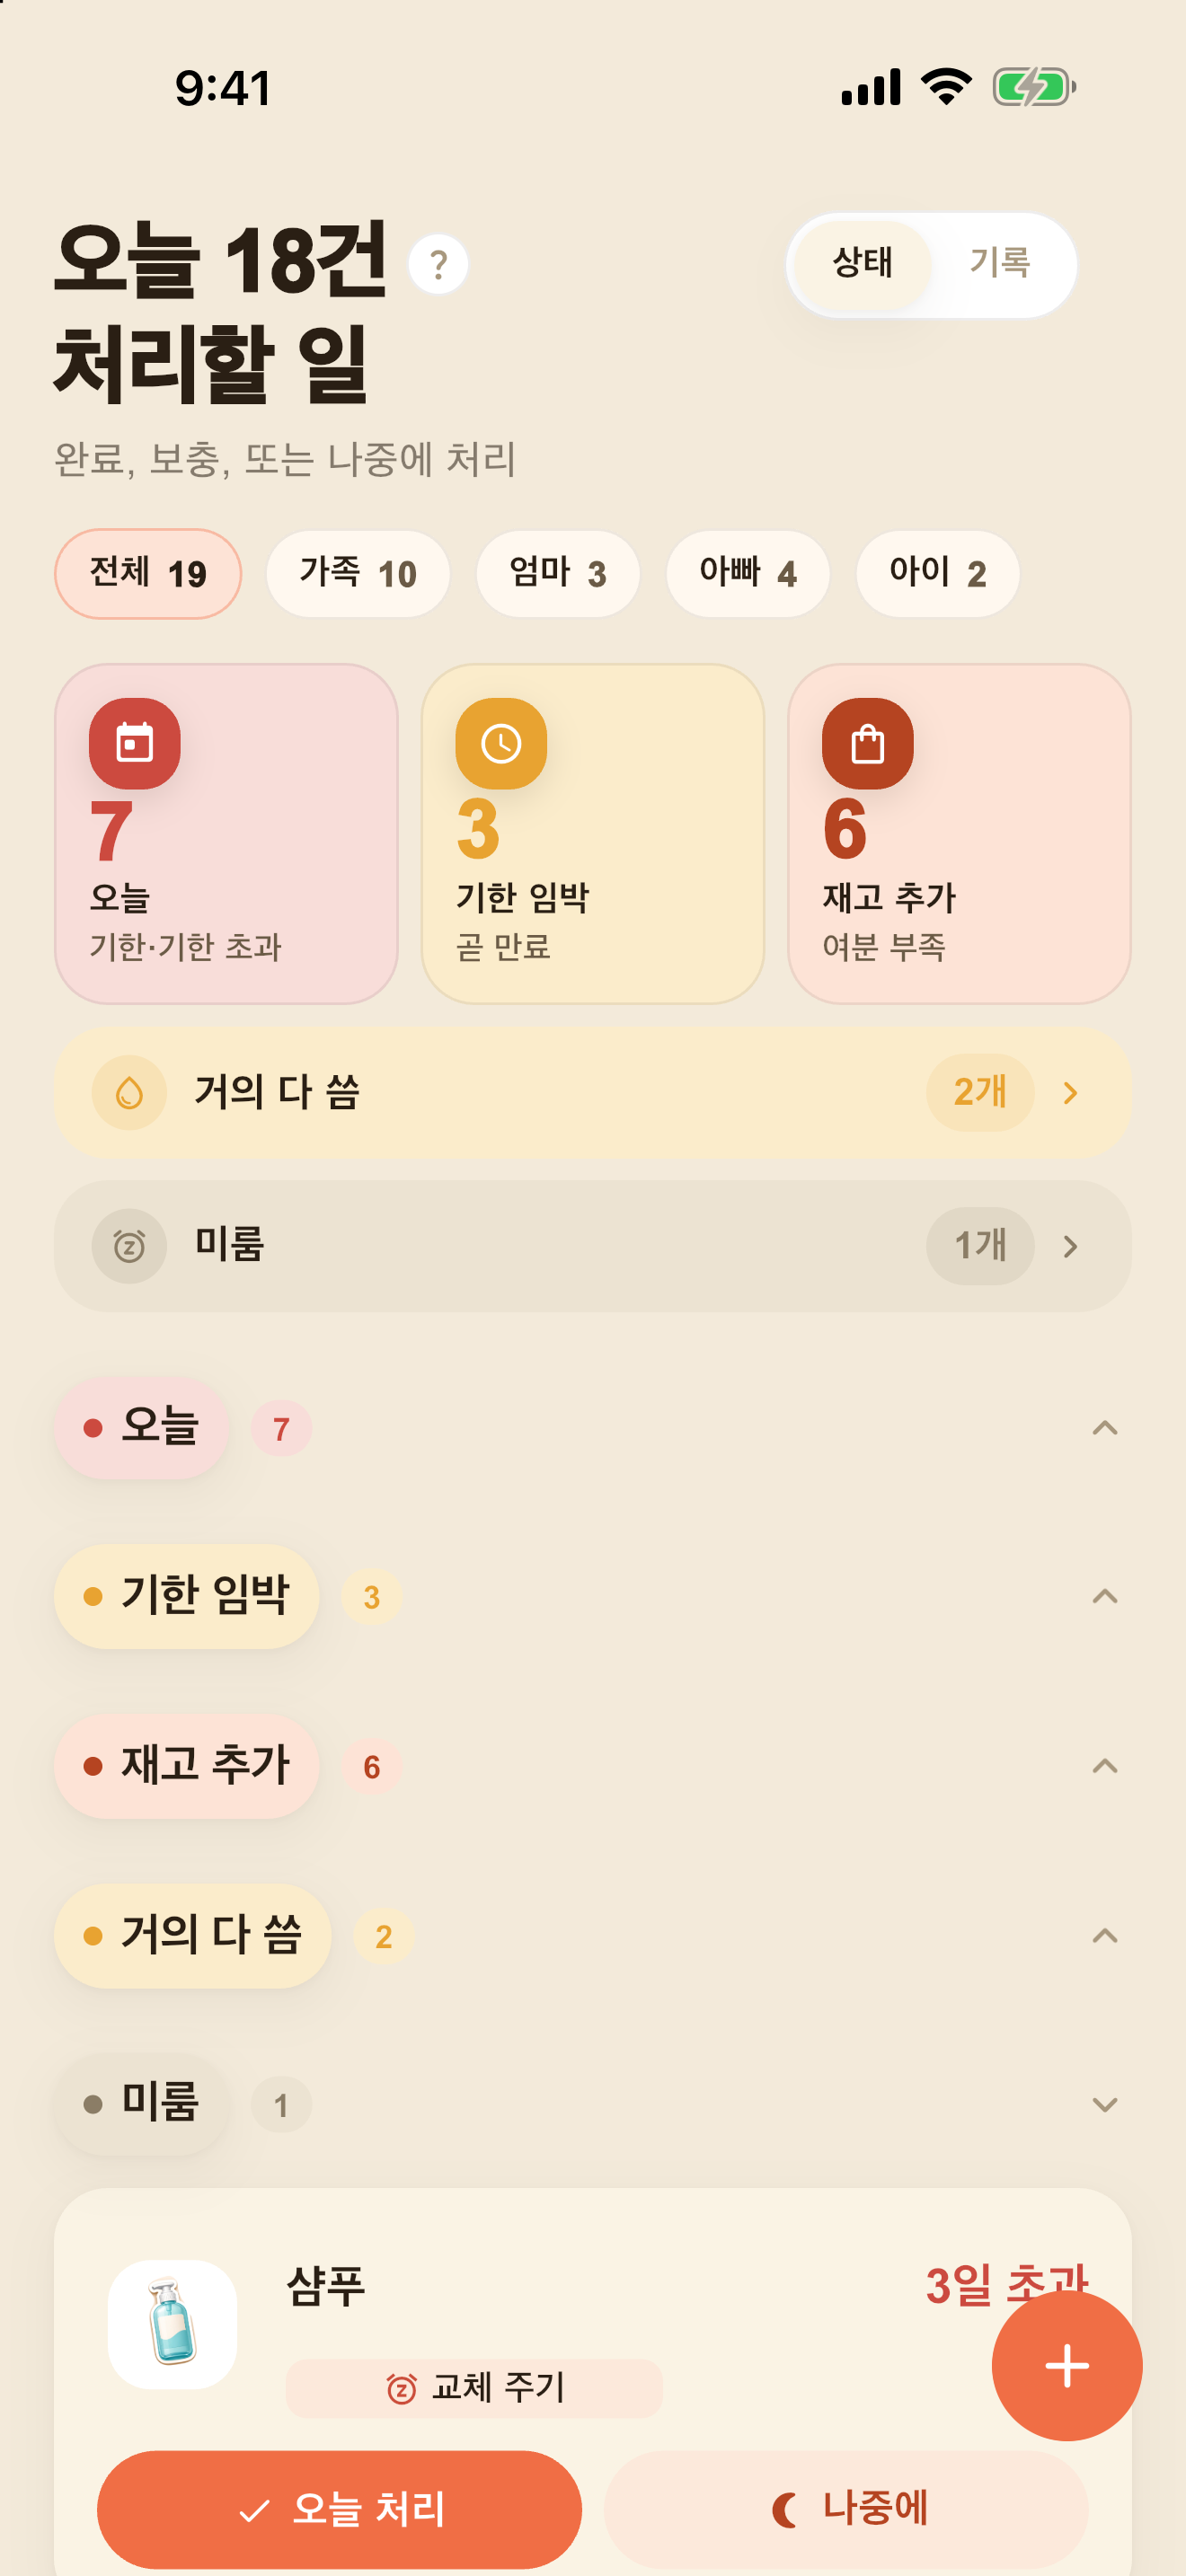 9:41
오늘 18건 ?
처리할 일
상태 기록
완료, 보충, 또는 나중에 처리
전체 19 가족 10 엄마 3 아빠 4 아이 2
7
오늘
기한·기한 초과
3
기한 임박
곧 만료
6
재고 추가
여분 부족
거의 다 씀 2개
미룸 1개
오늘 7
기한 임박 3
재고 추가 6
거의 다 씀 2
미룸 1
샴푸 3일 초과
교체 주기
오늘 처리 나중에